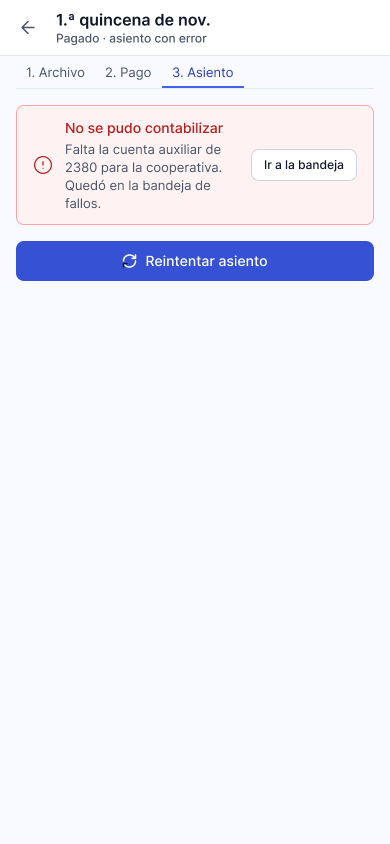 1.ª quincena de nov.
Pagado · asiento con error
1. Archivo
2. Pago
3. Asiento
No se pudo contabilizar
Falta la cuenta auxiliar de
2380 para la cooperativa.
Quedó en la bandeja de
fallos.
Ir a la bandeja
Reintentar asiento